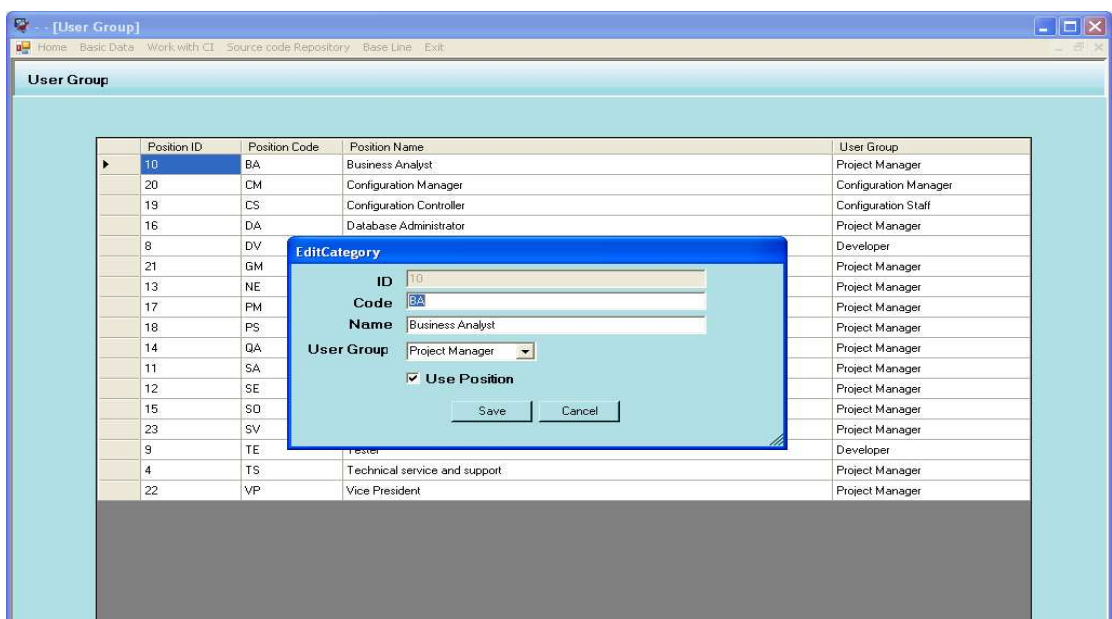 - - [User Group]
Home Basic Data Work with CI Source code Repository Base Line Exit
User Group
Position ID Position Code Position Name User Group
10 BA Business Analyst Project Manager
20 CM Configuration Manager Configuration Manager
19 CS Configuration Controller Configuration Staff
16 DA Database Administrator Project Manager
8 DV Developer
EditCategory
21 GM Project Manager
ID 10
13 NE Project Manager
Code BA
17 PM Project Manager
Name Business Analyst
18 PS Project Manager
14 QA Project Manager
User Group Project Manager
11 SA Project Manager
Use Position
12 SE Project Manager
15 SO Project Manager
Save Cancel
23 SV Project Manager
9 TE Tester Developer
4 TS Technical service and support Project Manager
22 VP Vice President Project Manager